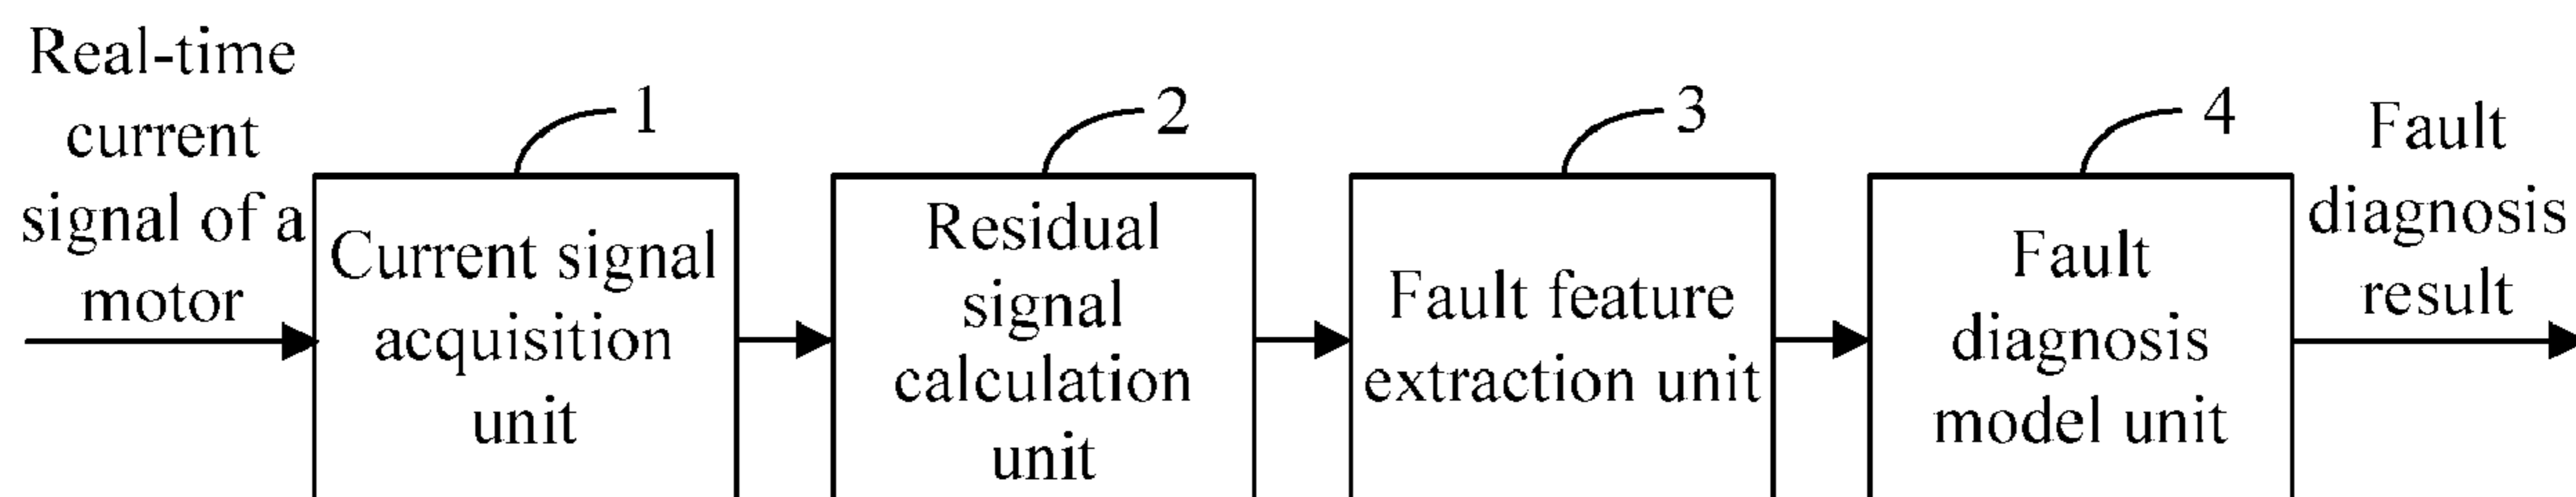 Real-time
current
signal of a
motor
1
Current signal
acquisition
unit
2
Residual
signal
calculation
unit
3
Fault feature
extraction unit
4
Fault
diagnosis
model unit
Fault
diagnosis
result